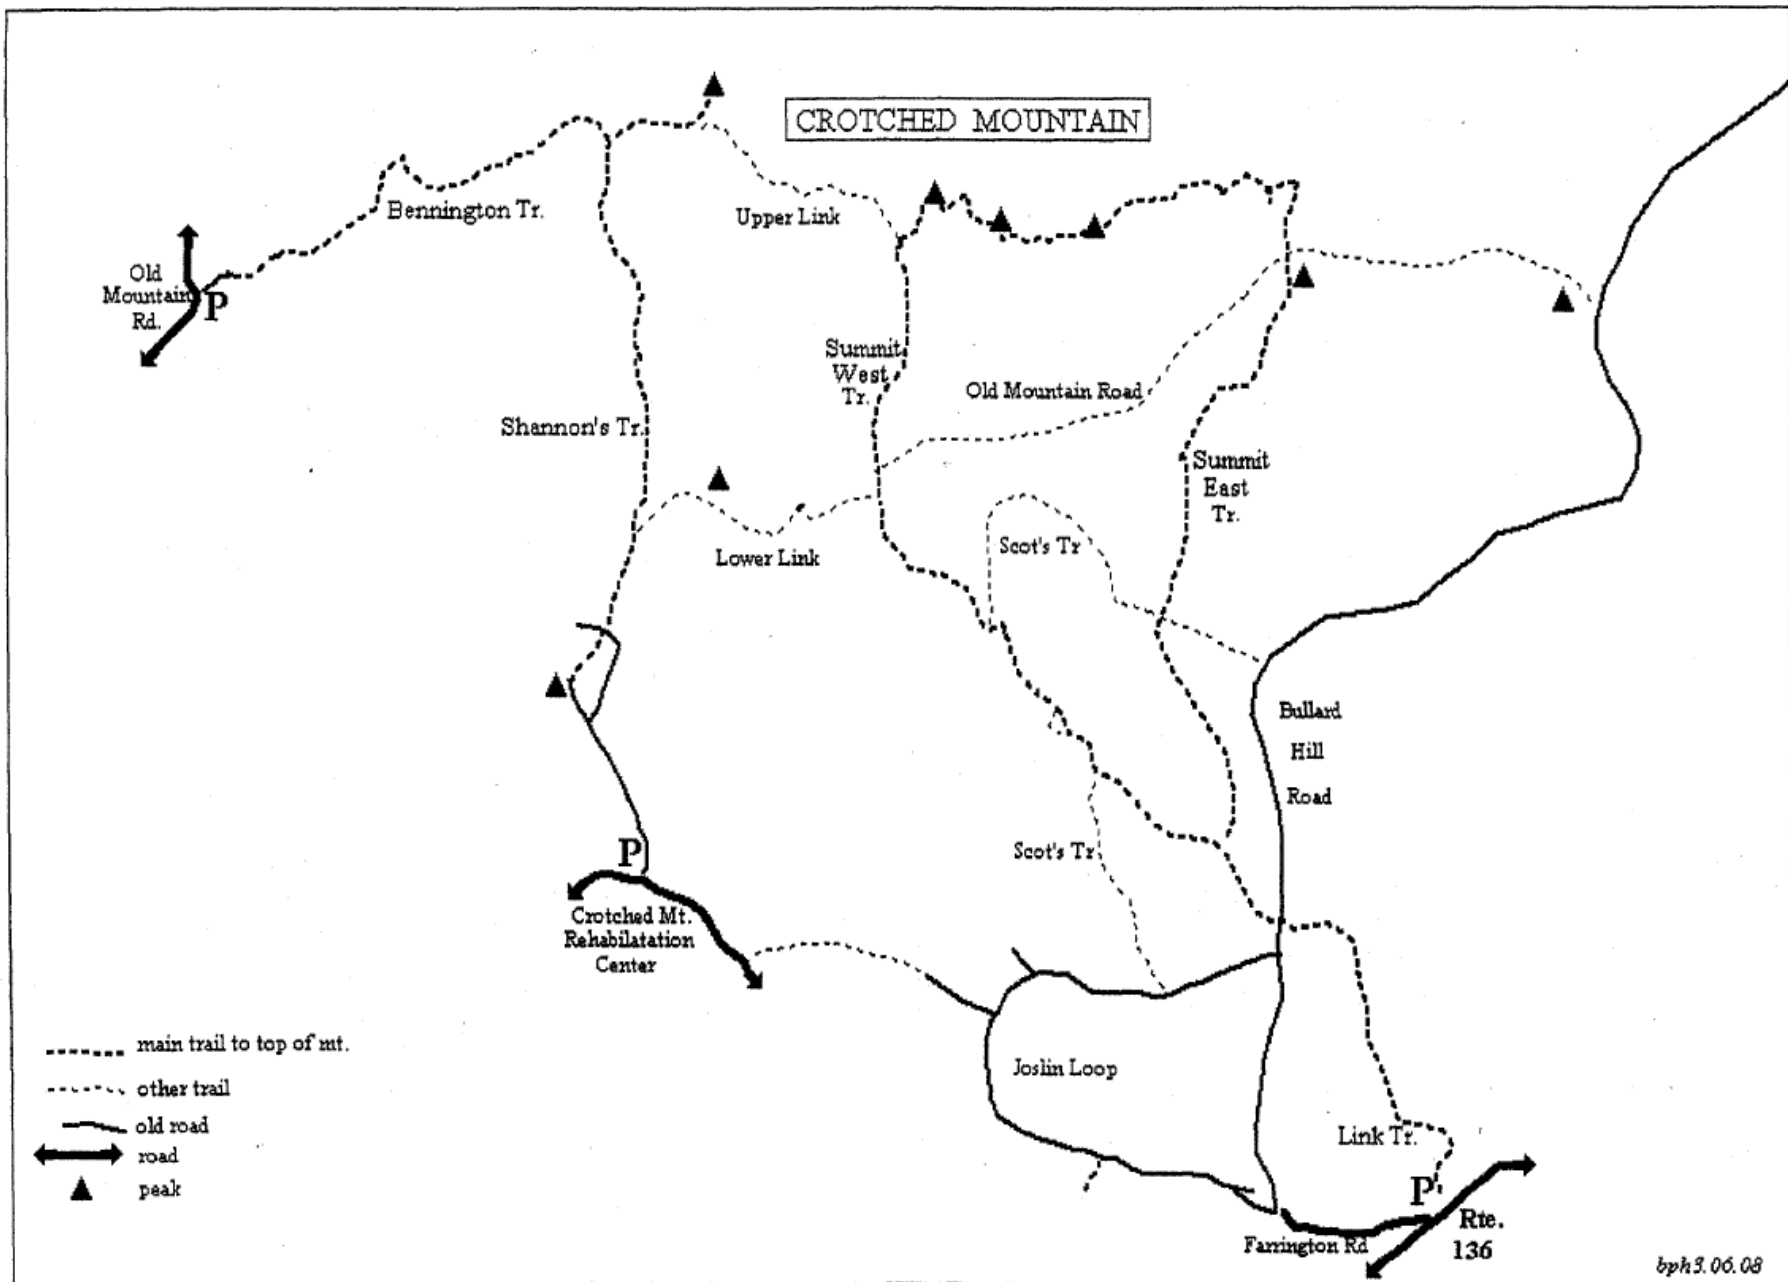 CROTCHED MOUNTAIN
Bennington Tr.
Upper Link
Old
Mountain
Rd.
P
Summit
West
Tr.
Old Mountain Road
Shannon's Tr.
Summit
East
Tr.
Scot's Tr
Lower Link
Bullard
Hill
Road
P
Scot's Tr
Crotched Mt.
Rehabilatation
Center
main trail to top of mt.
other trail
old road
road
peak
Joslin Loop
Link Tr.
P
Rte.
136
Farrington Rd
bph3.06.08